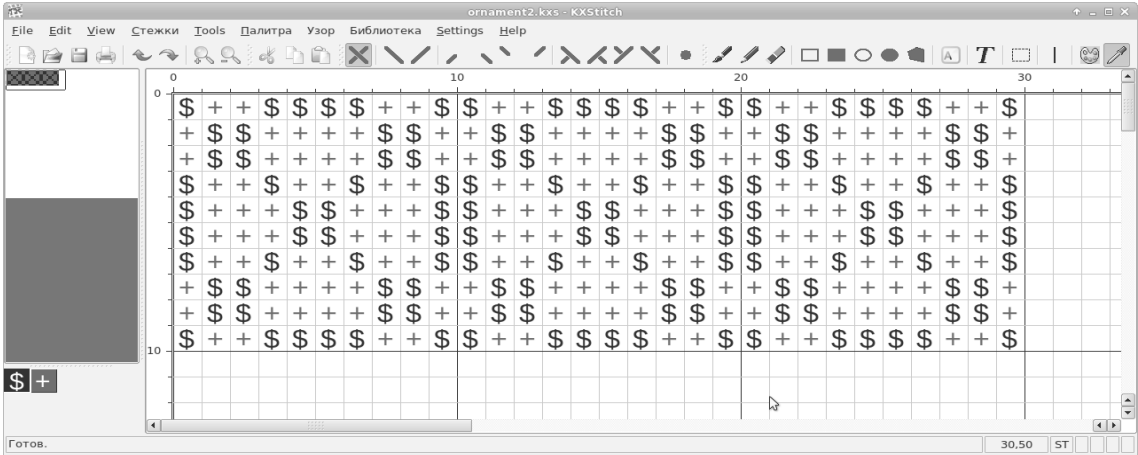 ornament2.kxs - KXStitch
File Edit View Стежки Tools Палитра Узор Библиотека Settings Help
A T
0 10 20 30
0
$ + + $ $ $ $ + + $ $ + + $ $ $ $ + + $ $ + + $ $ $ $ + + $
+ $ $ + + + + $ $ + + $ $ + + + + $ $ + + $ $ + + + + $ $ +
+ $ $ + + + + $ $ + + $ $ + + + + $ $ + + $ $ + + + + $ $ +
$ + + $ + + $ + + $ $ + + $ + + $ + + $ $ + + $ + + $ + + $
$ + + + $ $ + + + $ $ + + + $ $ + + + $ $ + + + $ $ + + + $
$ + + + $ $ + + + $ $ + + + $ $ + + + $ $ + + + $ $ + + + $
$ + + $ + + $ + + $ $ + + $ + + $ + + $ $ + + $ + + $ + + $
+ $ $ + + + + $ $ + + $ $ + + + + $ $ + + $ $ + + + + $ $ +
+ $ $ + + + + $ $ + + $ $ + + + + $ $ + + $ $ + + + + $ $ +
$ + + $ $ $ $ + + $ $ + + $ $ $ $ + + $ $ + + $ $ $ $ + + $
10
$ +
Готов. 30,50 ST